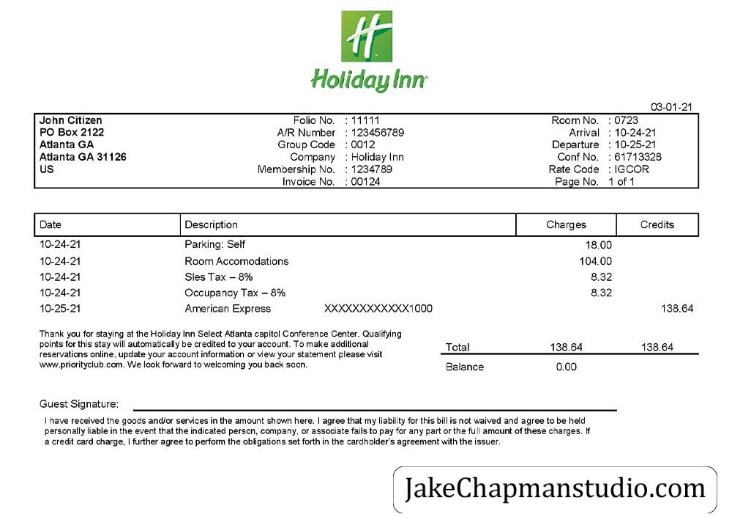 H
Holiday Inn
03-01-21
John Citizen Folio No. : 11111 Room No. : 0723
PO Box 2122 A/R Number : 123456789 Arrival : 10-24-21
Atlanta GA Group Code : 0012 Departure : 10-25-21
Atlanta GA 31126 Company : Holiday Inn Conf No. : 61713328
US Membership No. : 1234789 Rate Code : IGCOR
Invoice No. : 00124 Page No. 1 of 1
Date Description Charges Credits
10-24-21 Parking: Self 18.00
10-24-21 Room Accomodations 104.00
10-24-21 Sles Tax – 8% 8.32
10-24-21 Occupancy Tax – 8% 8.32
10-25-21 American Express XXXXXXXXXXXX1000 138.64
Thank you for staying at the Holiday Inn Select Atlanta capitol Conference Center. Qualifying
points for this stay will automatically be credited to your account. To make additional
reservations online, update your account information or view your statement please visit
www.priorityclub.com. We look forward to welcoming you back soon.
Total 138.64 138.64
Balance 0.00
Guest Signature:
I have received the goods and/or services in the amount shown here. I agree that my liability for this bill is not waived and agree to be held
personally liable in the event that the indicated person, company, or associate fails to pay for any part or the full amount of these charges. If
a credit card charge, I further agree to perform the obligations set forth in the cardholder's agreement with the issuer.
JakeChapmanstudio.com